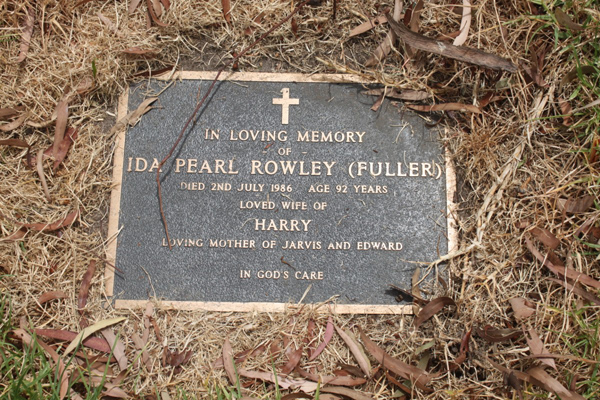 IN LOVING MEMORY
OF
IDA PEARL ROWLEY (FULLER)
DIED 2ND JULY 1986 AGE 92 YEARS
LOVED WIFE OF
HARRY
LOVING MOTHER OF JARVIS AND EDWARD
IN GOD'S CARE